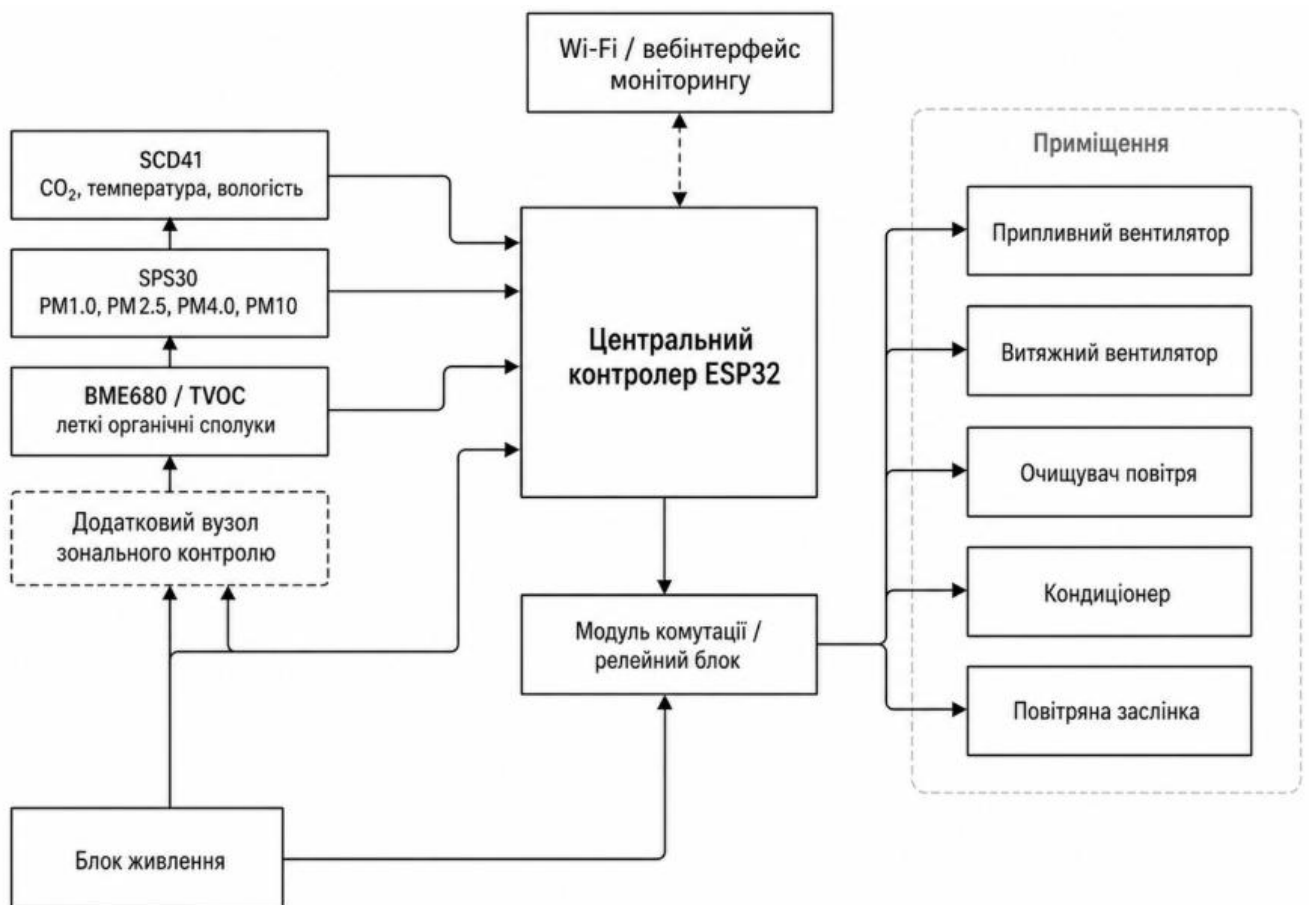 Wi-Fi / вебінтерфейс
моніторингу
SCD41
CO₂, температура, вологість
SPS30
PM1.0, PM2.5, PM4.0, PM10
BME680 / TVOC
леткі органічні сполуки
Додатковий вузол
зонального контролю
Блок живлення
Центральний
контролер ESP32
Модуль комутації /
релейний блок
Приміщення
Припливний вентилятор
Витяжний вентилятор
Очищувач повітря
Кондиціонер
Повітряна заслінка